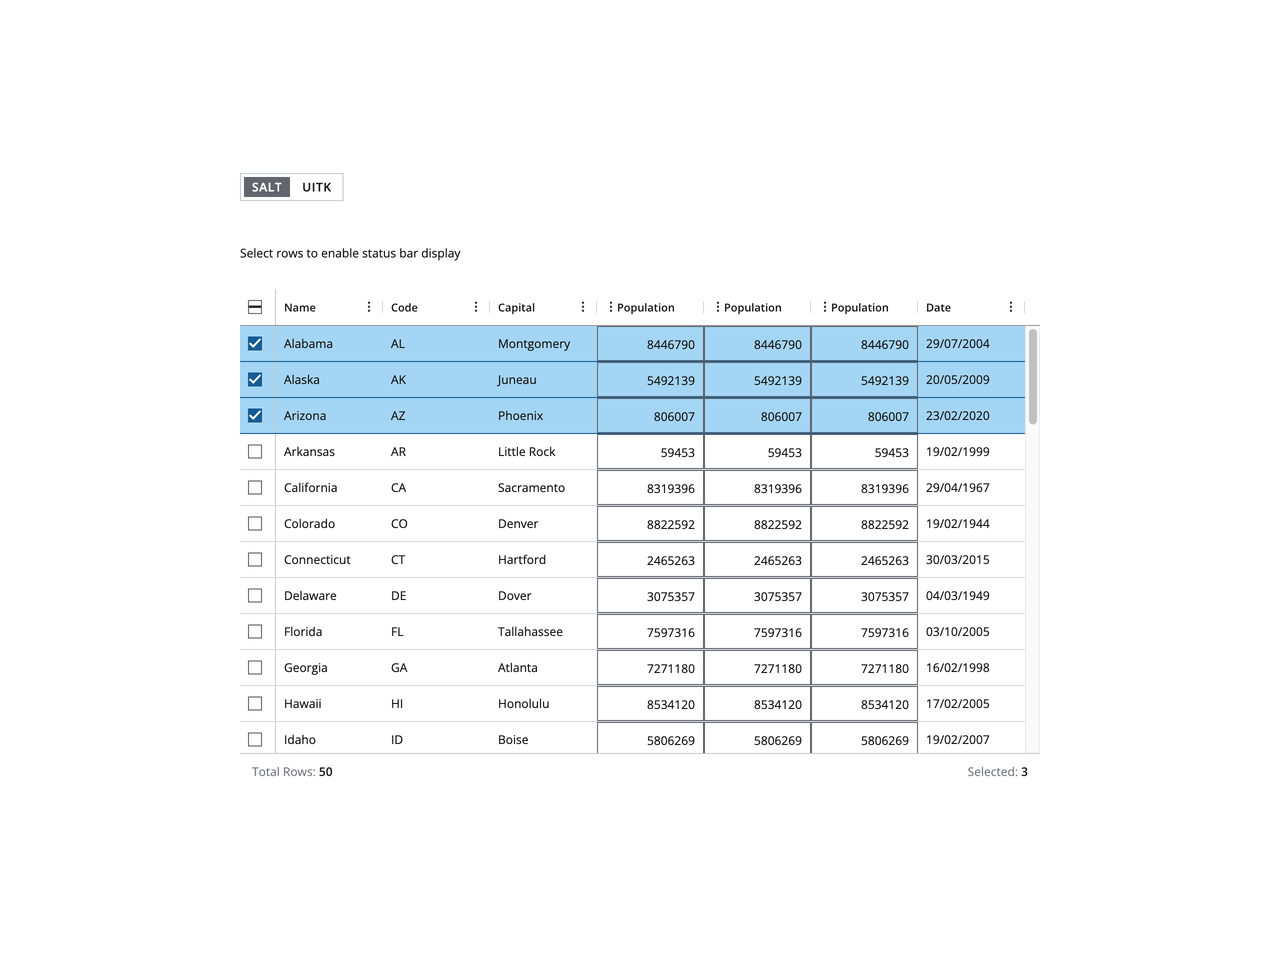 SALT UITK
Select rows to enable status bar display
Name Code Capital Population Population Population Date
Alabama AL Montgomery 8446790 8446790 8446790 29/07/2004
Alaska AK Juneau 5492139 5492139 5492139 20/05/2009
Arizona AZ Phoenix 806007 806007 806007 23/02/2020
Arkansas AR Little Rock 59453 59453 59453 19/02/1999
California CA Sacramento 8319396 8319396 8319396 29/04/1967
Colorado CO Denver 8822592 8822592 8822592 19/02/1944
Connecticut CT Hartford 2465263 2465263 2465263 30/03/2015
Delaware DE Dover 3075357 3075357 3075357 04/03/1949
Florida FL Tallahassee 7597316 7597316 7597316 03/10/2005
Georgia GA Atlanta 7271180 7271180 7271180 16/02/1998
Hawaii HI Honolulu 8534120 8534120 8534120 17/02/2005
Idaho ID Boise 5806269 5806269 5806269 19/02/2007
Total Rows: 50 Selected: 3